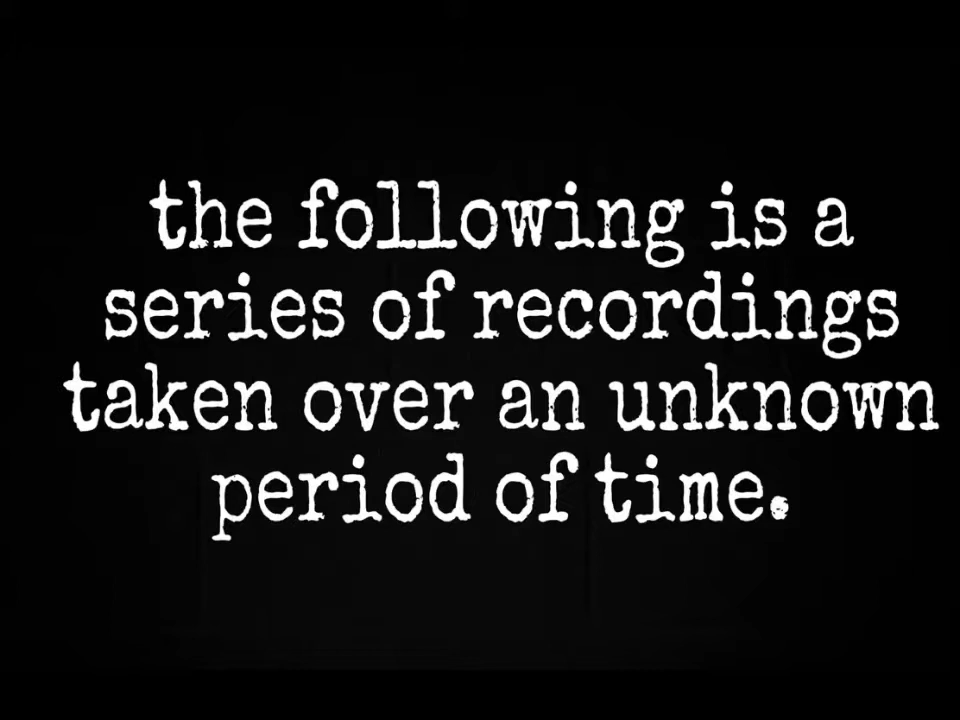 the following is a
series of recordings
taken over an unknown
period of time.